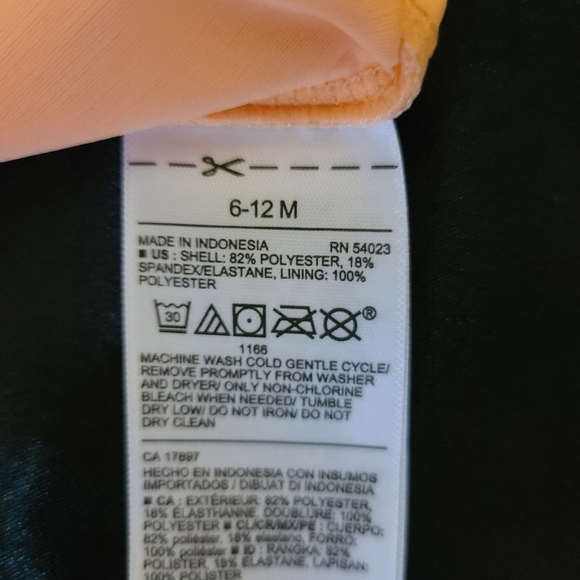 6-12 M
MADE IN INDONESIA RN 54023
■ US : SHELL: 82% POLYESTER, 18%
SPANDEX/ELASTANE, LINING: 100%
POLYESTER
30 ®
1166
MACHINE WASH COLD GENTLE CYCLE/
REMOVE PROMPTLY FROM WASHER
AND DRYER/ ONLY NON-CHLORINE
BLEACH WHEN NEEDED/ TUMBLE
DRY LOW/ DO NOT IRON/ DO NOT
DRY CLEAN
CA 17897
HECHO EN INDONESIA CON INSUMOS
IMPORTADOS / DIBUAT DI INDONESIA
■ CA : EXTÉRIEUR: 82% POLYESTER,
18% ÉLASTHANNE, DOUBLURE: 100%
POLYESTER ■ CL/CR/MX/PE : CUERPO:
82% poliéster, 18% elastano, FORRO:
100% poliéster ■ ID : RANGKA: 82%
POLISTER, 18% ELASTANE, LAPISAN:
100% POLISTER